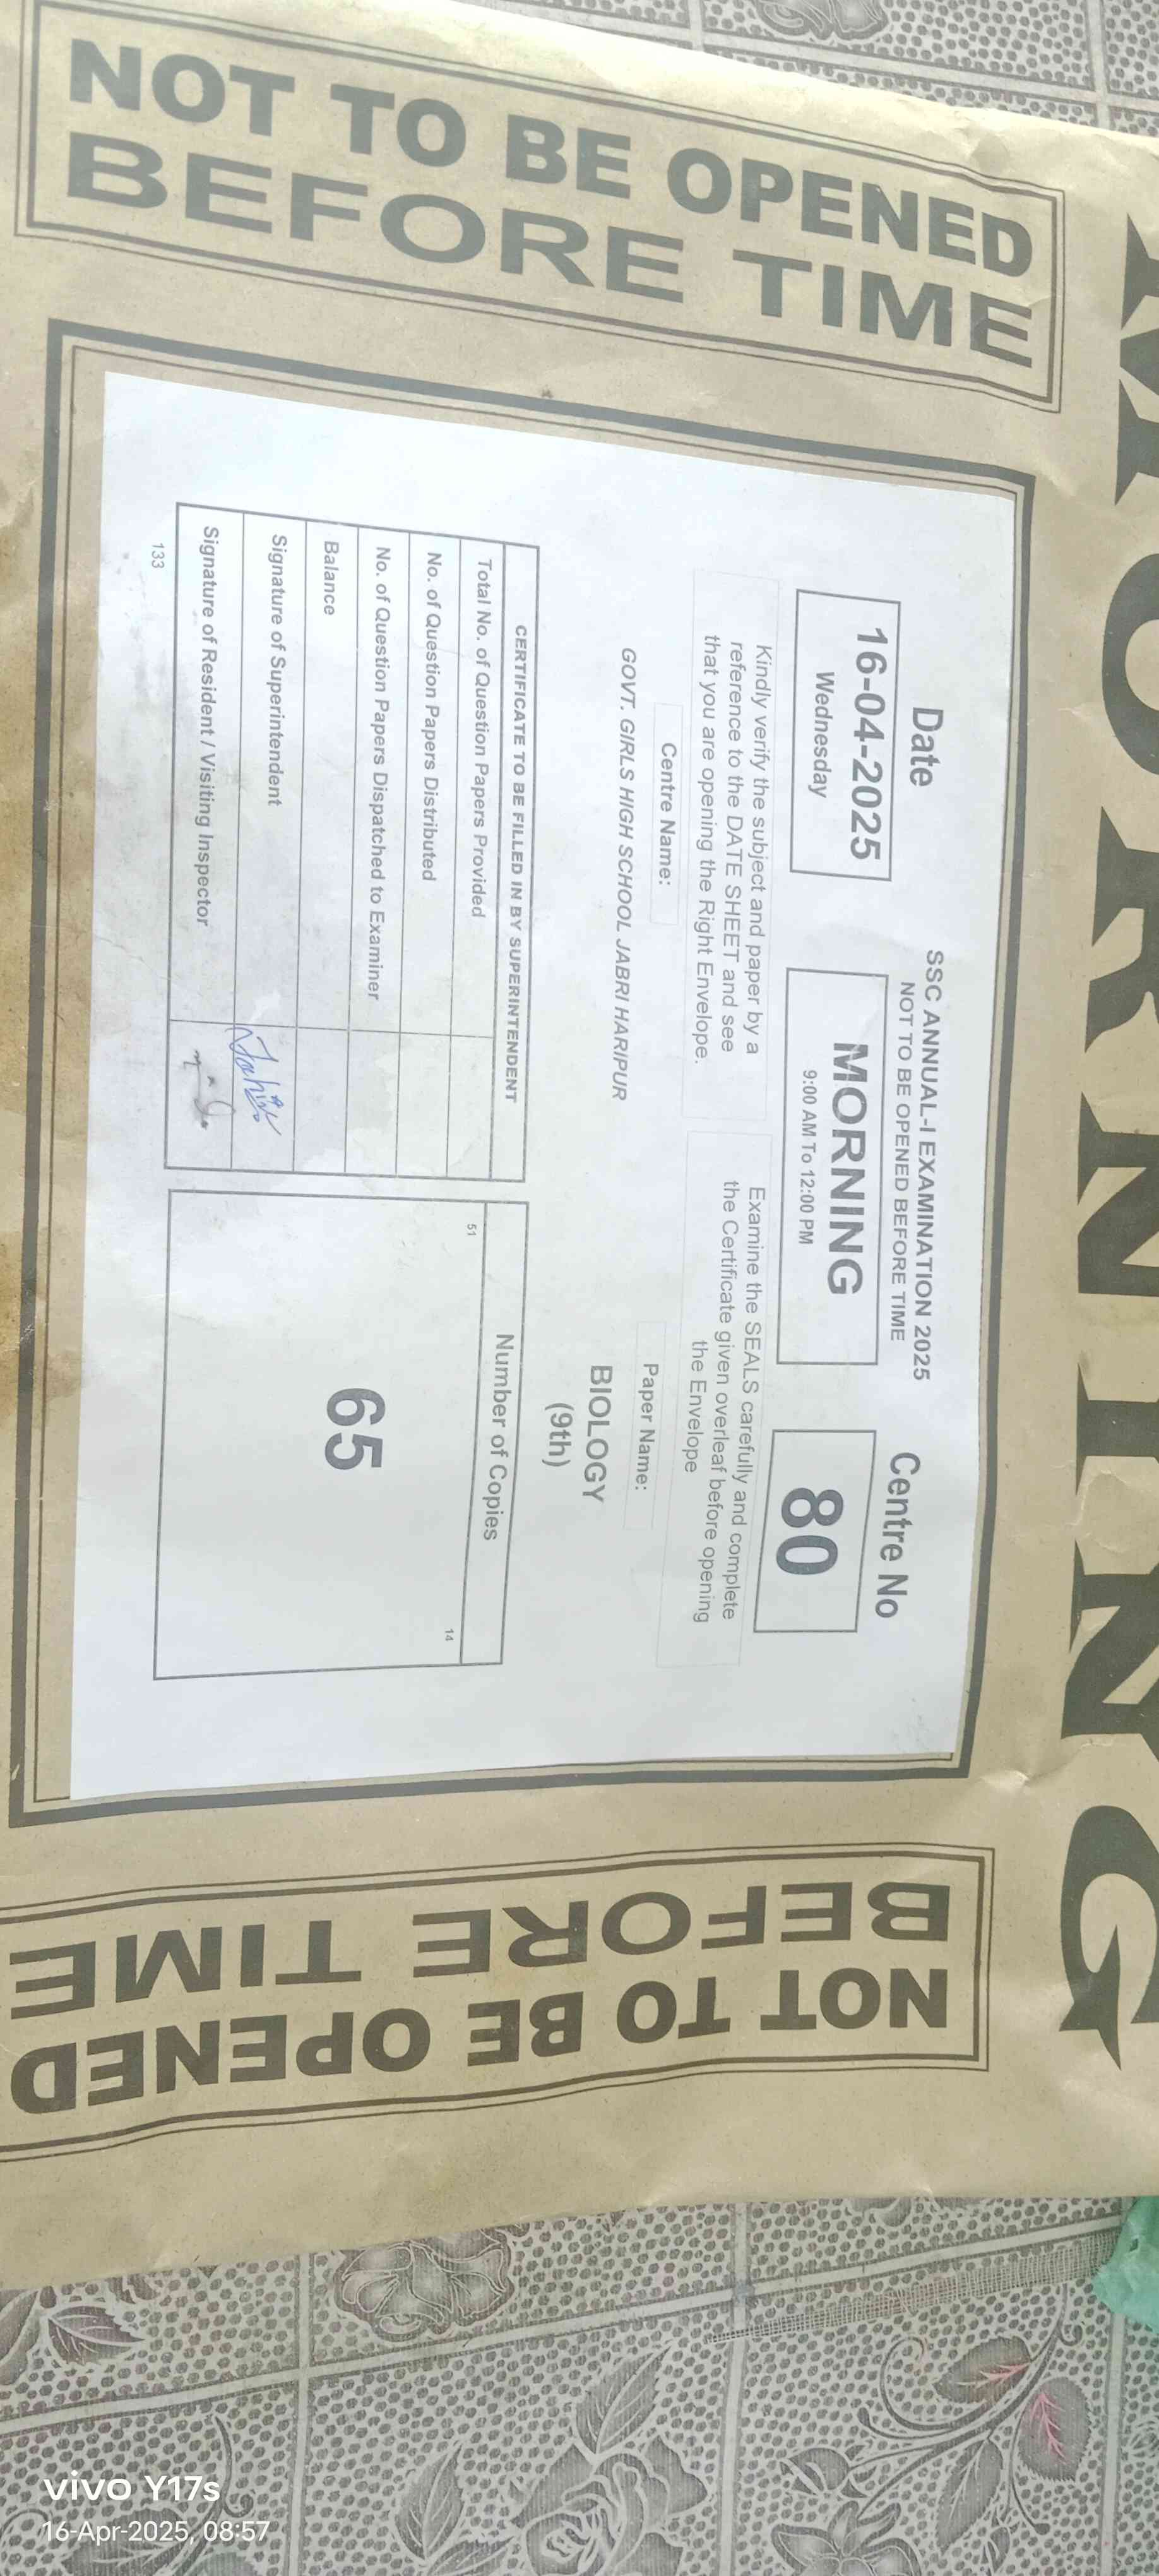 MORNING
NOT TO BE OPENED
BEFORE TIME
SSC ANNUAL-I EXAMINATION 2025
NOT TO BE OPENED BEFORE TIME
Date
16-04-2025
Wednesday
MORNING
9:00 AM To 12:00 PM
Centre No
80
Kindly verify the subject and paper by a
reference to the DATE SHEET and see
that you are opening the Right Envelope.
Examine the SEALS carefully and complete
the Certificate given overleaf before opening
the Envelope
Centre Name:
GOVT. GIRLS HIGH SCHOOL JABRI HARIPUR
Paper Name:
BIOLOGY
(9th)
CERTIFICATE TO BE FILLED IN BY SUPERINTENDENT
Total No. of Question Papers Provided
No. of Question Papers Distributed
No. of Question Papers Dispatched to Examiner
Balance
Signature of Superintendent
Signature of Resident / Visiting Inspector
133
Number of Copies
51
14
65
NOT TO BE OPENED
BEFORE TIME
vivo Y17s
16-Apr-2025, 08:57